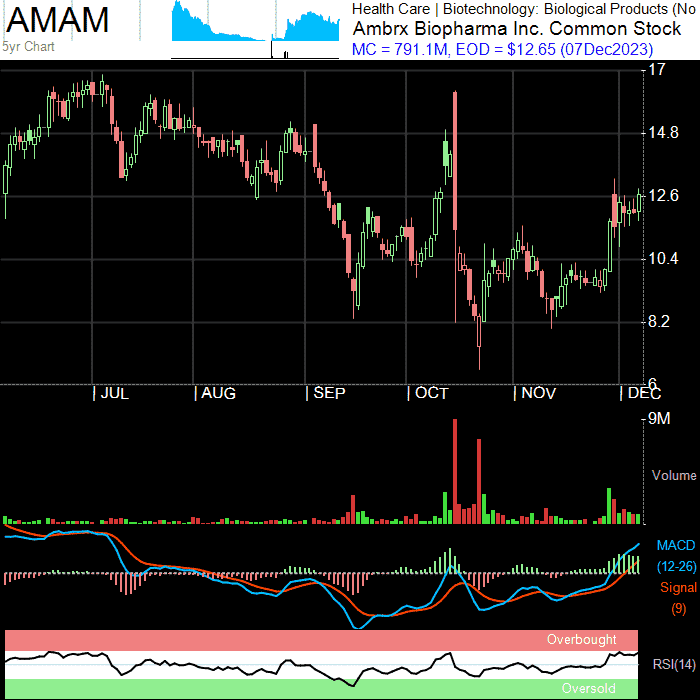 AMAM
5yr Chart
Health Care | Biotechnology: Biological Products (No
Ambrx Biopharma Inc. Common Stock
MC = 791.1M, EOD = $12.65 (07Dec2023)
17
14.8
12.6
10.4
8.2
6
JUL AUG SEP OCT NOV DEC
9M
Volume
MACD
(12-26)
Signal
(9)
Overbought
RSI(14)
Oversold